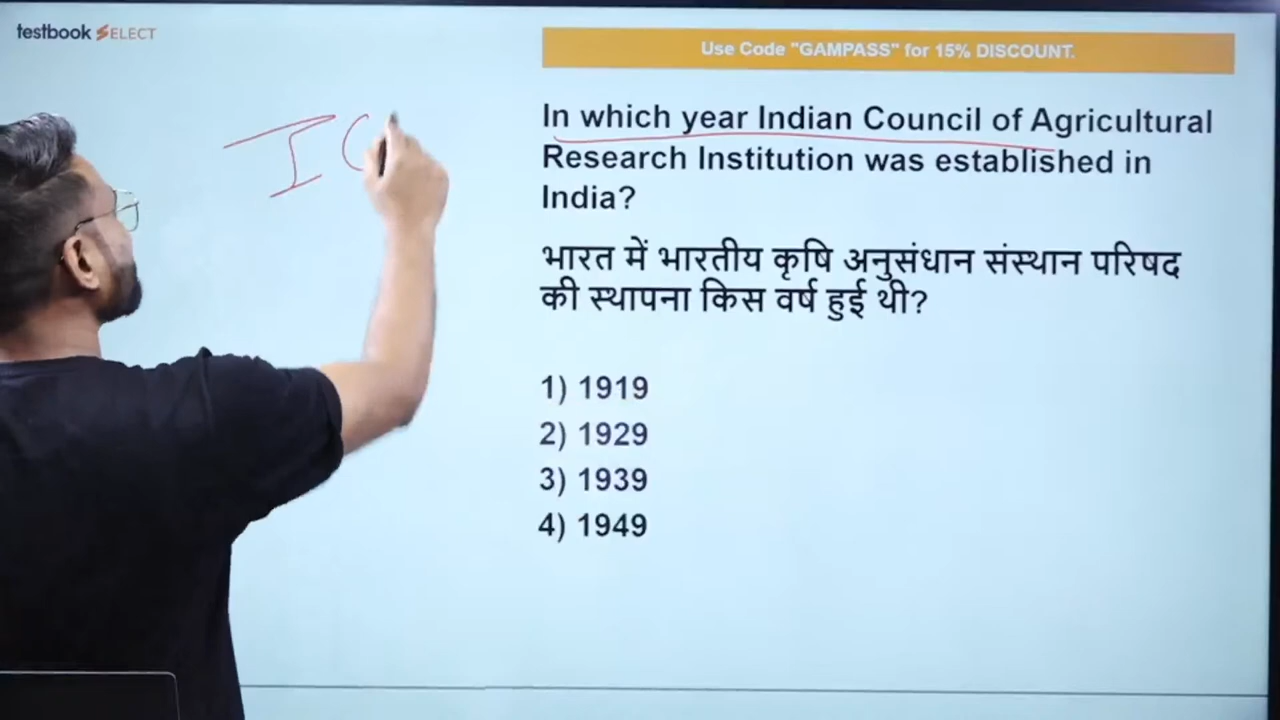 testbook SELECT
Use Code "GAMPASS" for 15% DISCOUNT.
I C
In which year Indian Council of Agricultural
Research Institution was established in
India?
भारत में भारतीय कृषि अनुसंधान संस्थान परिषद
की स्थापना किस वर्ष हुई थी?
1) 1919
2) 1929
3) 1939
4) 1949